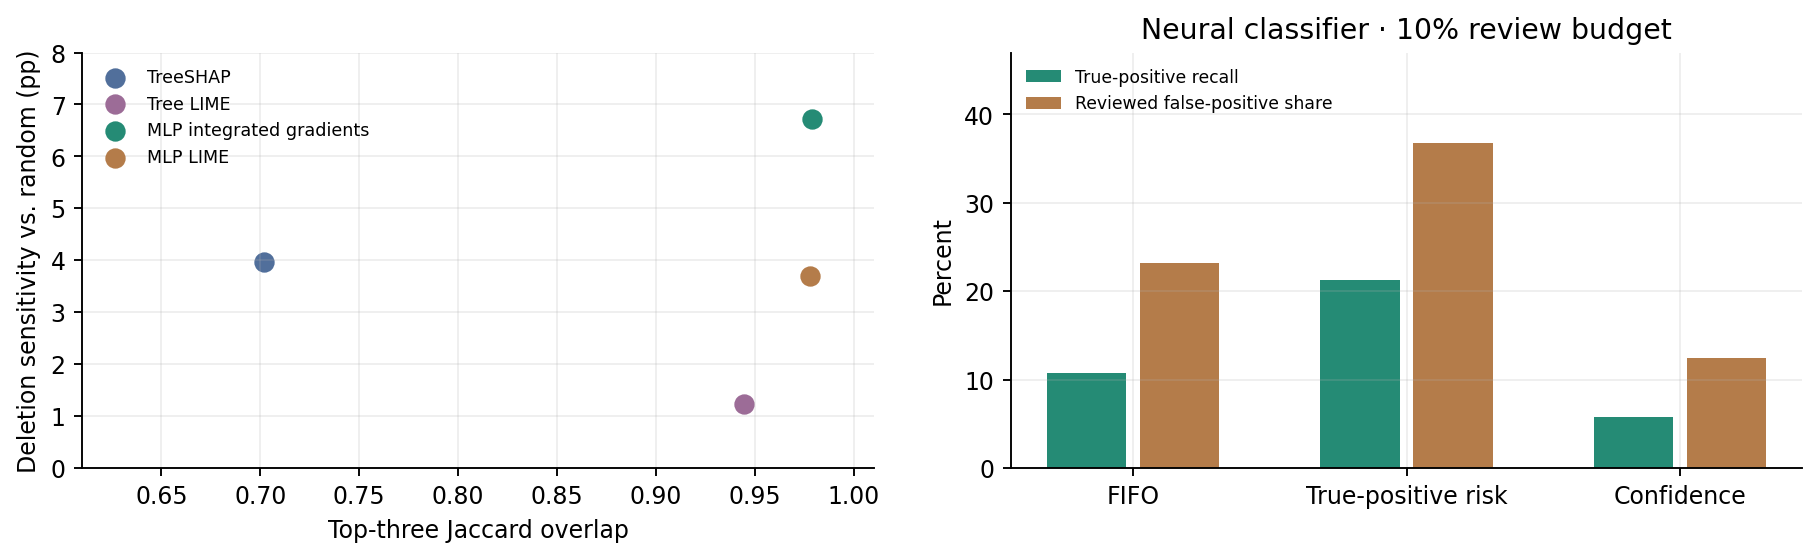 Deletion sensitivity vs. random (pp)
8
7
6
5
4
3
2
1
0
TreeSHAP
Tree LIME
MLP integrated gradients
MLP LIME
0.65 0.70 0.75 0.80 0.85 0.90 0.95 1.00
Top-three Jaccard overlap
Neural classifier · 10% review budget
Percent
40
30
20
10
0
True-positive recall
Reviewed false-positive share
FIFO True-positive risk Confidence